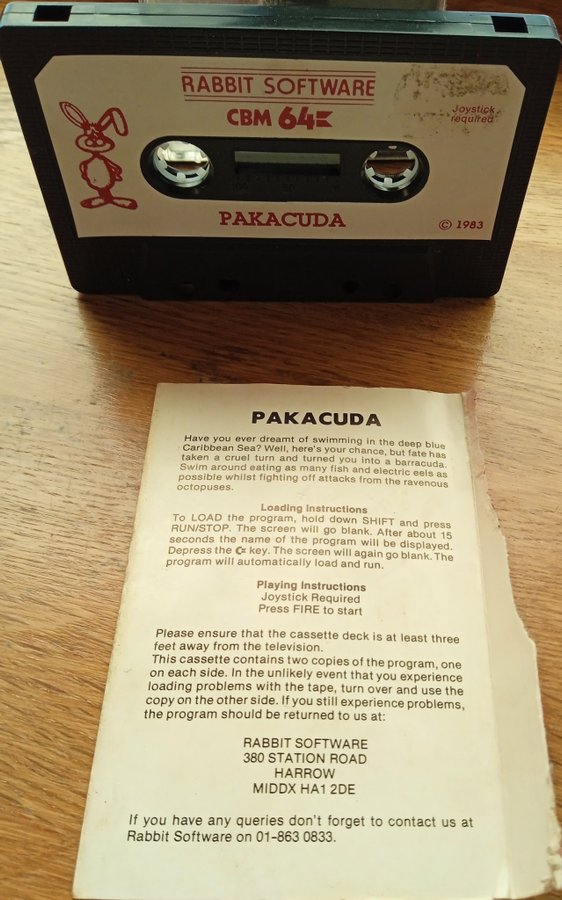 RABBIT SOFTWARE
CBM 64K
Joystick
required
PAKACUDA
© 1983
PAKACUDA
Have you ever dreamt of swimming in the deep blue
Caribbean Sea? Well, here's your chance, but fate has
taken a cruel turn and turned you into a barracuda.
Swim around eating as many fish and electric eels as
possible whilst fighting off attacks from the ravenous
octopuses.
Loading Instructions
To LOAD the program, hold down SHIFT and press
RUN/STOP. The screen will go blank. After about 15
seconds the name of the program will be displayed.
Depress the C= key. The screen will again go blank. The
program will automatically load and run.
Playing Instructions
Joystick Required
Press FIRE to start
Please ensure that the cassette deck is at least three
feet away from the television.
This cassette contains two copies of the program, one
on each side. In the unlikely event that you experience
loading problems with the tape, turn over and use the
copy on the other side. If you still experience problems,
the program should be returned to us at:
RABBIT SOFTWARE
380 STATION ROAD
HARROW
MIDDX HA1 2DE
If you have any queries don't forget to contact us at
Rabbit Software on 01-863 0833.